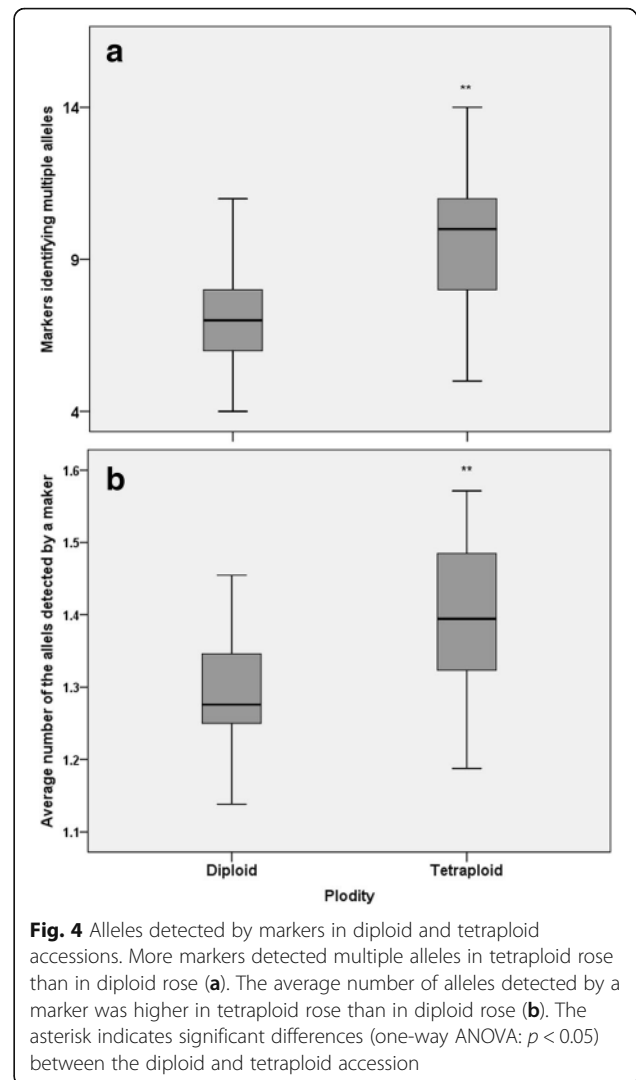 a
**
14
9
4
Markers identifying multiple alleles
b
**
1.6
1.5
1.4
1.3
1.2
1.1
Average number of the allels detected by a maker
Diploid
Tetraploid
Plodity
Fig. 4 Alleles detected by markers in diploid and tetraploid
accessions. More markers detected multiple alleles in tetraploid rose
than in diploid rose (a). The average number of alleles detected by a
marker was higher in tetraploid rose than in diploid rose (b). The
asterisk indicates significant differences (one-way ANOVA: p < 0.05)
between the diploid and tetraploid accession